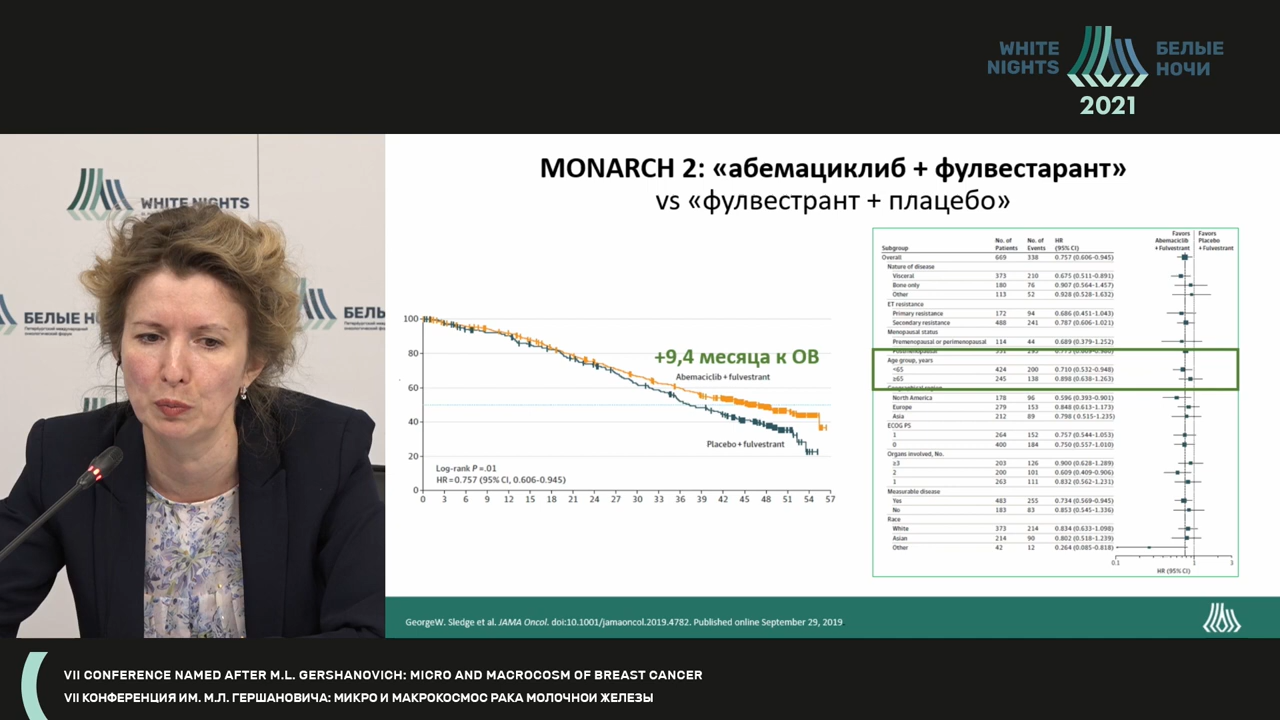 WHITE
NIGHTS
БЕЛЫЕ
НОЧИ
2021
WHITE NIGHTS
БЕЛЫЕ
БЕЛЫ
MONARCH 2: «абемациклиб + фулвестарант»
vs «фулвестрант + плацебо»
100
80
60
40
20
0
+9,4 месяца к ОВ
Abemaciclib + fulvestrant
Placebo + fulvestrant
Log-rank P = .01
HR = 0.757 (95% CI, 0.606-0.945)
0 3 6 9 12 15 18 21 24 27 30 33 36 39 42 45 48 51 54 57
Subgroup No. of Patients No. of Events HR (95% CI) Favors Abemaciclib + Fulvestrant Favors Placebo + Fulvestrant
Overall 669 338 0.757 (0.606-0.945)
Nature of disease
Visceral 373 210 0.675 (0.511-0.891)
Bone only 180 76 0.907 (0.564-1.457)
Other 113 52 0.928 (0.528-1.632)
ET resistance
Primary resistance 172 94 0.686 (0.451-1.043)
Secondary resistance 488 241 0.787 (0.606-1.021)
Menopausal status
Premenopausal or perimenopausal 114 44 0.689 (0.379-1.252)
Age group, years
<65 424 200 0.710 (0.532-0.948)
≥65 245 138 0.898 (0.638-1.263)
North America 178 96 0.596 (0.393-0.901)
Europe 279 153 0.848 (0.613-1.173)
Asia 212 89 0.798 ( 0.515-1.235)
ECOG PS
1 264 152 0.757 (0.544-1.053)
0 400 184 0.750 (0.557-1.010)
Organs involved, No.
≥3 203 126 0.900 (0.628-1.289)
2 200 101 0.609 (0.409-0.906)
1 263 111 0.832 (0.562-1.231)
Measurable disease
Yes 483 255 0.734 (0.569-0.945)
No 183 83 0.853 (0.545-1.336)
Race
White 373 214 0.834 (0.633-1.098)
Asian 214 90 0.802 (0.518-1.239)
Other 42 12 0.264 (0.085-0.818)
0.1 1 3
HR (95% CI)
GeorgeW. Sledge et al. JAMA Oncol. doi:10.1001/jamaoncol.2019.4782. Published online September 29, 2019
VII CONFERENCE NAMED AFTER M.L. GERSHANOVICH: MICRO AND MACROCOSM OF BREAST CANCER
VII КОНФЕРЕНЦИЯ ИМ. М.Л. ГЕРШАНОВИЧА: МИКРО И МАКРОКОСМОС РАКА МОЛОЧНОЙ ЖЕЛЕЗЫ